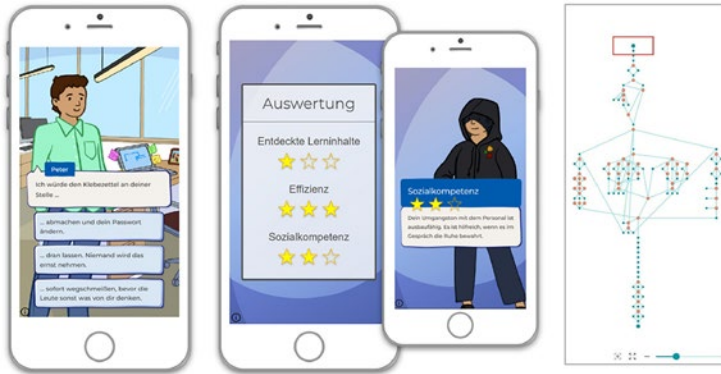 Peter
Ich würde den Klebezettel an deiner
Stelle ...
... abmachen und dein Passwort
ändern.
... dran lassen. Niemand wird das
ernst nehmen.
... sofort wegschmeißen, bevor die
Leute sonst was von dir denken.
Auswertung
Entdeckte Lerninhalte
Effizienz
Sozialkompetenz
Sozialkompetenz
Dein Umgangston mit dem Personal ist
ausbaufähig. Es ist hilfreich, wenn es im
Gespräch die Ruhe bewahrt.